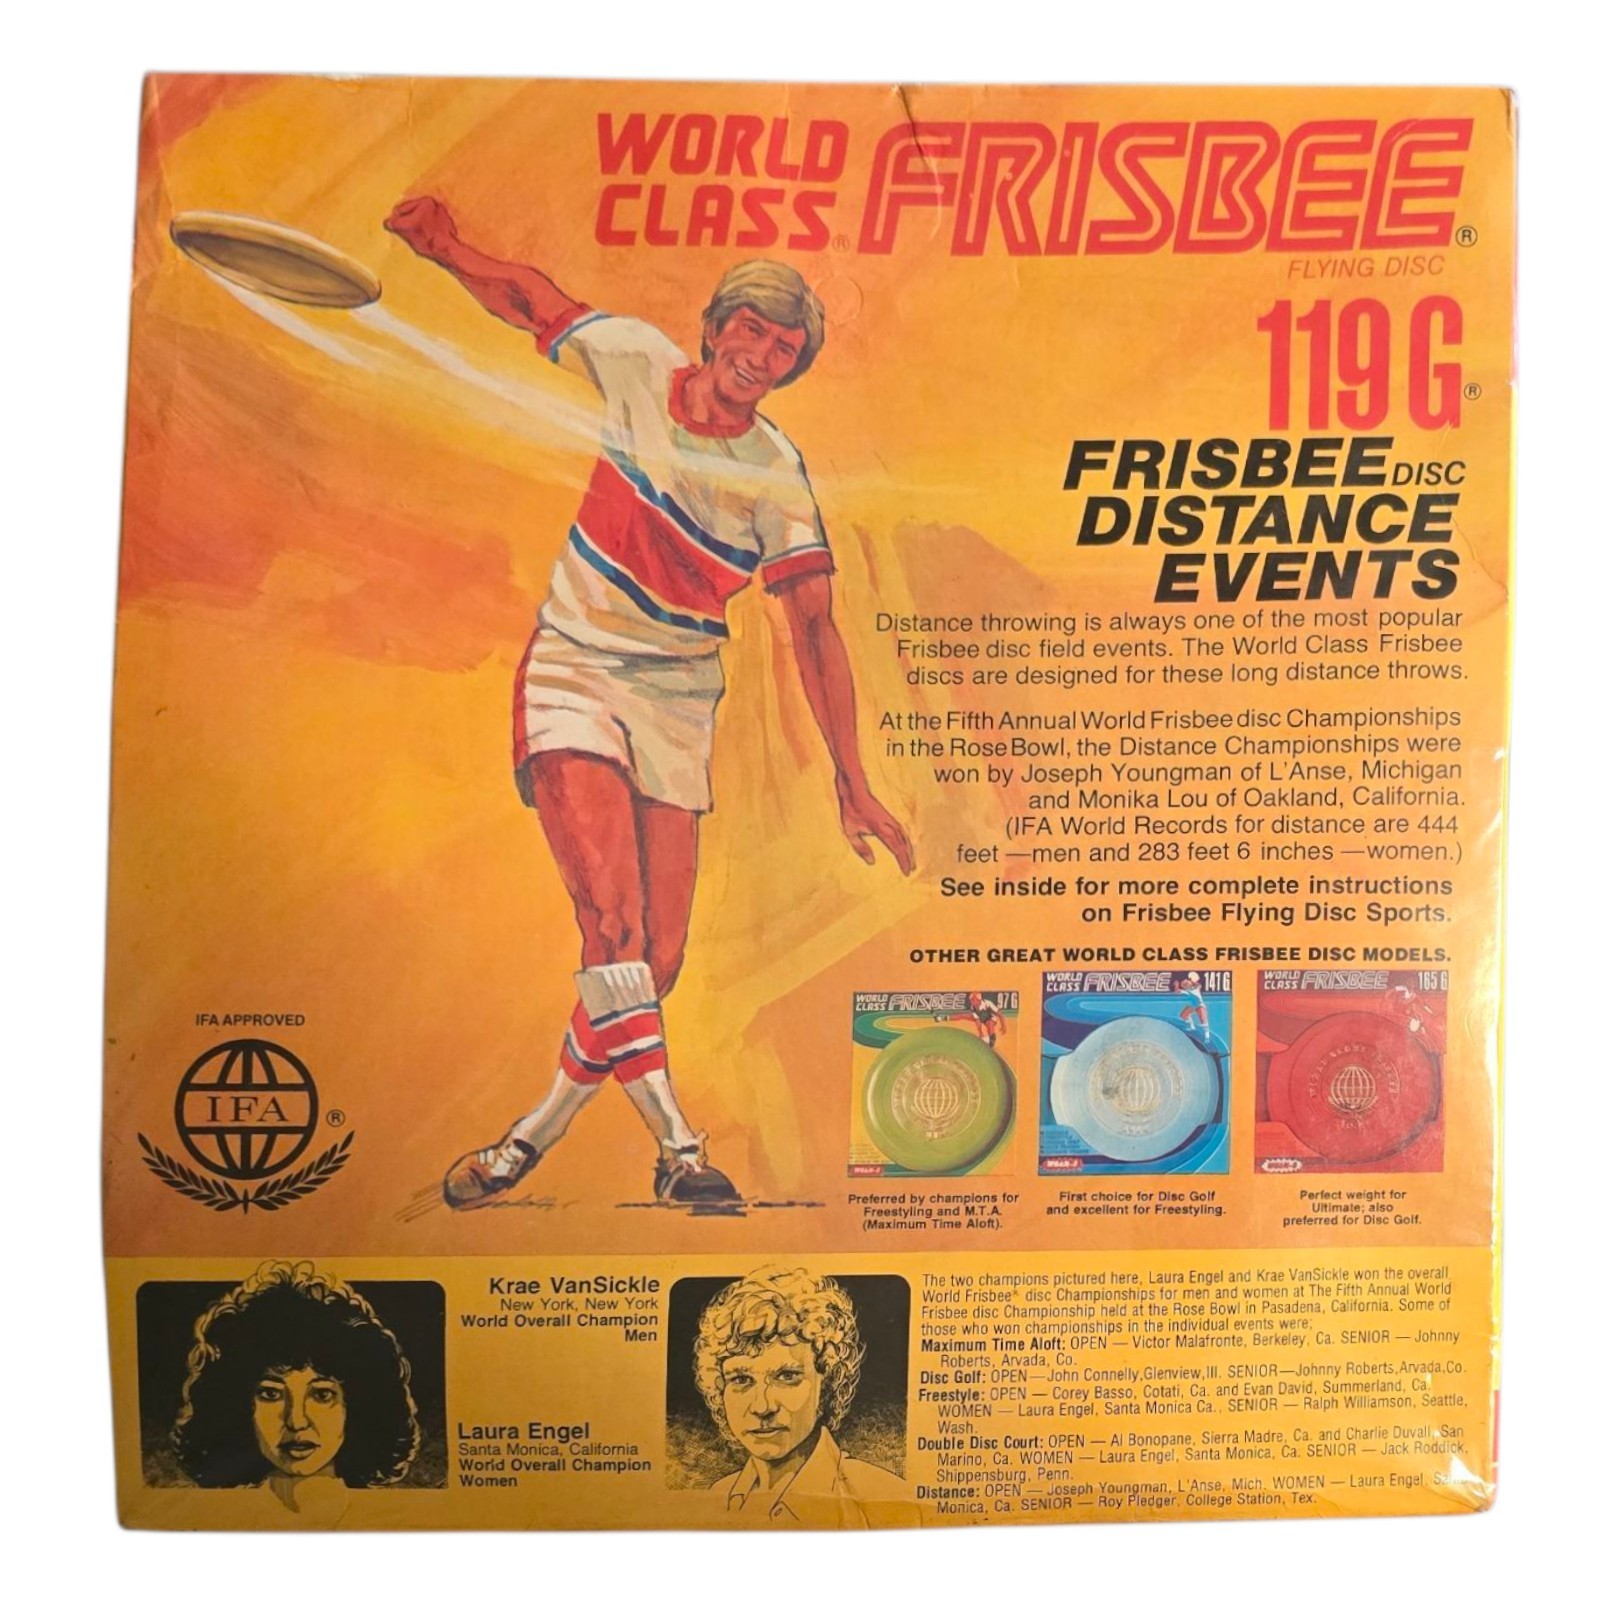 WORLD FRISBEE®
CLASS®
FLYING DISC
119 G®
FRISBEE DISC
DISTANCE
EVENTS
Distance throwing is always one of the most popular
Frisbee disc field events. The World Class Frisbee
discs are designed for these long distance throws.
At the Fifth Annual World Frisbee disc Championships
in the Rose Bowl, the Distance Championships were
won by Joseph Youngman of L'Anse, Michigan
and Monika Lou of Oakland, California.
(IFA World Records for distance are 444
feet —men and 283 feet 6 inches —women.)
See inside for more complete instructions
on Frisbee Flying Disc Sports.
OTHER GREAT WORLD CLASS FRISBEE DISC MODELS.
WORLD CLASS FRISBEE 97 G
WHAM-O
WORLD CLASS FRISBEE 141 G
WHAM-O
WORLD CLASS FRISBEE 165 G
WHAM-O
Preferred by champions for
Freestyling and M.T.A.
(Maximum Time Aloft).
First choice for Disc Golf
and excellent for Freestyling.
Perfect weight for
Ultimate; also
preferred for Disc Golf.
IFA APPROVED
IFA ®
Krae VanSickle
New York, New York
World Overall Champion
Men
Laura Engel
Santa Monica, California
World Overall Champion
Women
The two champions pictured here, Laura Engel and Krae VanSickle won the overall
World Frisbee® disc Championships for men and women at The Fifth Annual World
Frisbee disc Championship held at the Rose Bowl in Pasadena, California. Some of
those who won championships in the individual events were;
Maximum Time Aloft: OPEN — Victor Malafronte, Berkeley, Ca. SENIOR — Johnny
Roberts, Arvada, Co.
Disc Golf: OPEN—John Connelly,Glenview,Ill. SENIOR—Johnny Roberts,Arvada,Co.
Freestyle: OPEN — Corey Basso, Cotati, Ca. and Evan David, Summerland, Ca.
WOMEN — Laura Engel, Santa Monica Ca., SENIOR — Ralph Williamson, Seattle,
Wash.
Double Disc Court: OPEN — Al Bonopane, Sierra Madre, Ca. and Charlie Duvall, San
Marino, Ca. WOMEN — Laura Engel, Santa Monica, Ca. SENIOR — Jack Roddick,
Shippensburg, Penn.
Distance: OPEN — Joseph Youngman, L'Anse, Mich. WOMEN — Laura Engel,
Monica, Ca. SENIOR — Roy Pledger, College Station, Tex.